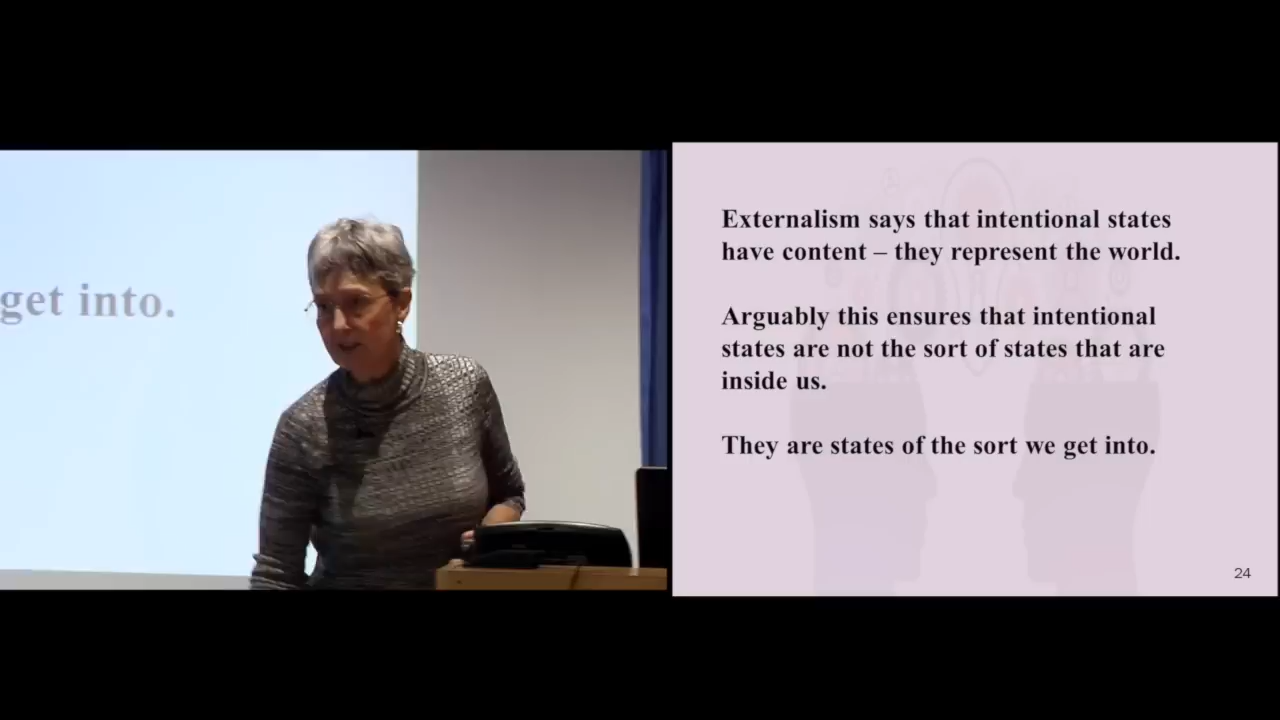 get into.
Externalism says that intentional states
have content – they represent the world.
Arguably this ensures that intentional
states are not the sort of states that are
inside us.
They are states of the sort we get into.
24